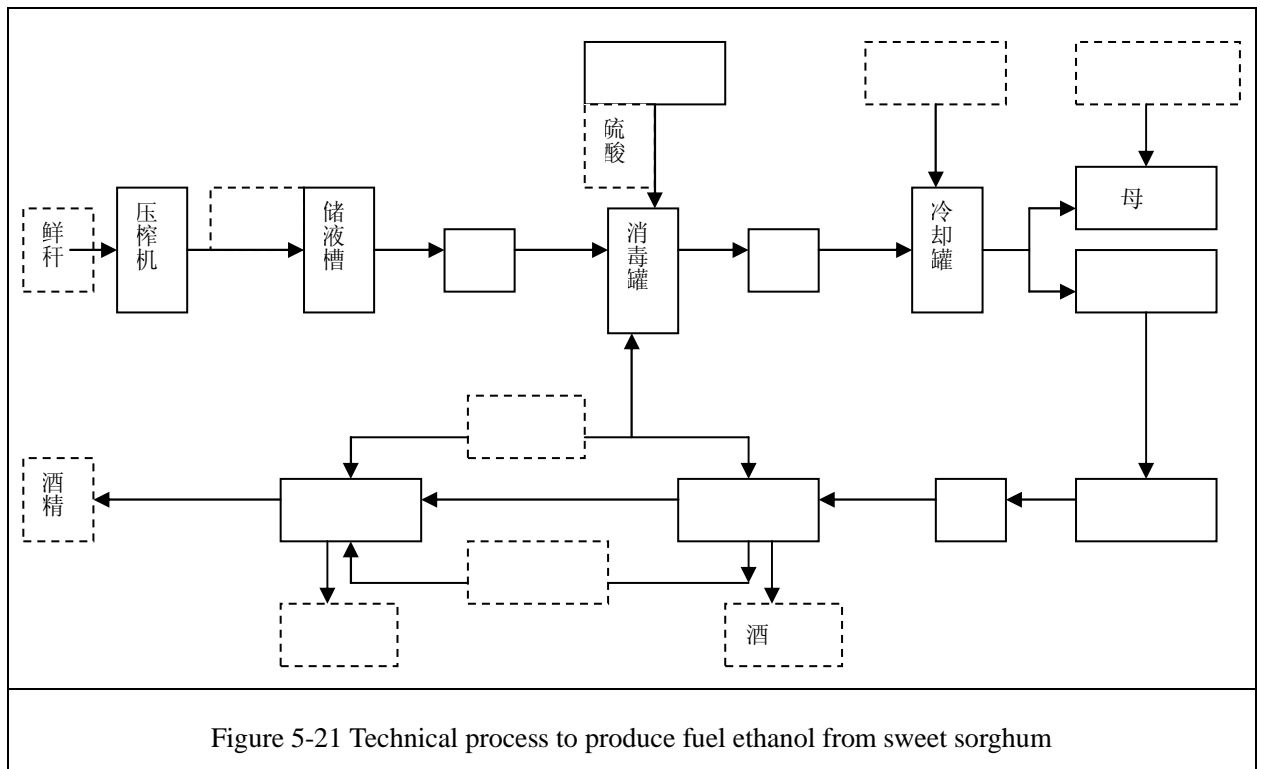 硫酸
鲜秆
压榨机
储液槽
消毒罐
冷却罐
母
酒精
酒
Figure 5-21 Technical process to produce fuel ethanol from sweet sorghum